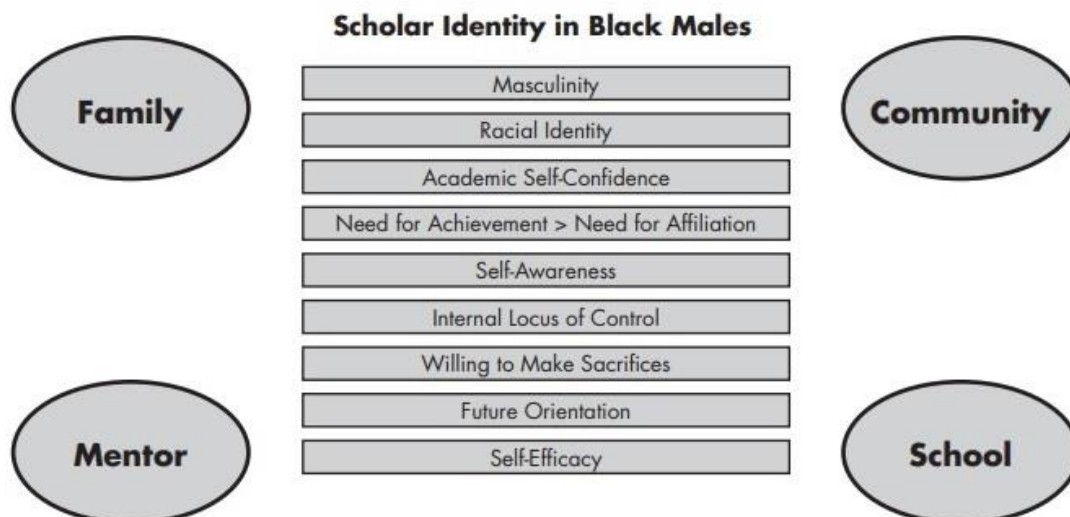 Scholar Identity in Black Males
Family
Community
Masculinity
Racial Identity
Academic Self-Confidence
Need for Achievement > Need for Affiliation
Self-Awareness
Internal Locus of Control
Willing to Make Sacrifices
Future Orientation
Self-Efficacy
Mentor
School